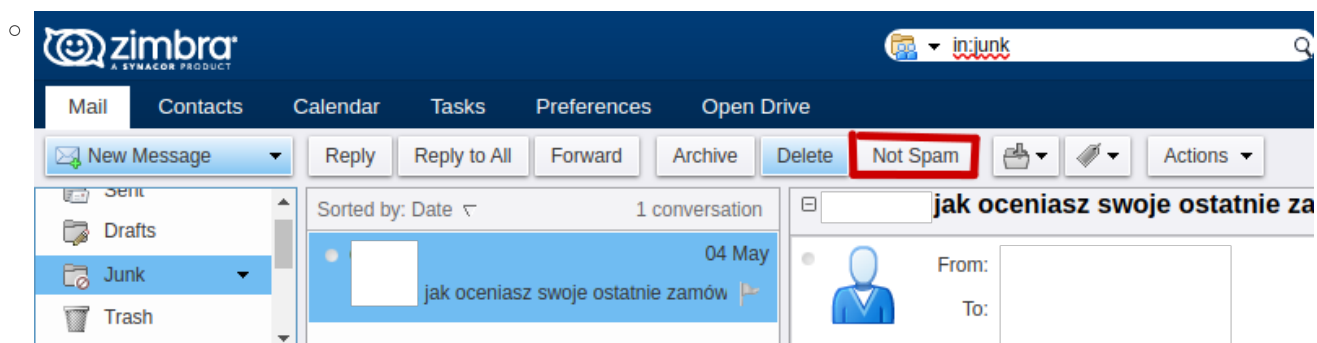 zimbra
A SYNACOR PRODUCT
in:junk
Mail Contacts Calendar Tasks Preferences Open Drive
New Message Reply Reply to All Forward Archive Delete Not Spam Actions
Sent
Drafts
Junk
Trash
Sorted by: Date 1 conversation
04 May
jak oceniasz swoje ostatnie zamów
jak oceniasz swoje ostatnie za
From:
To: